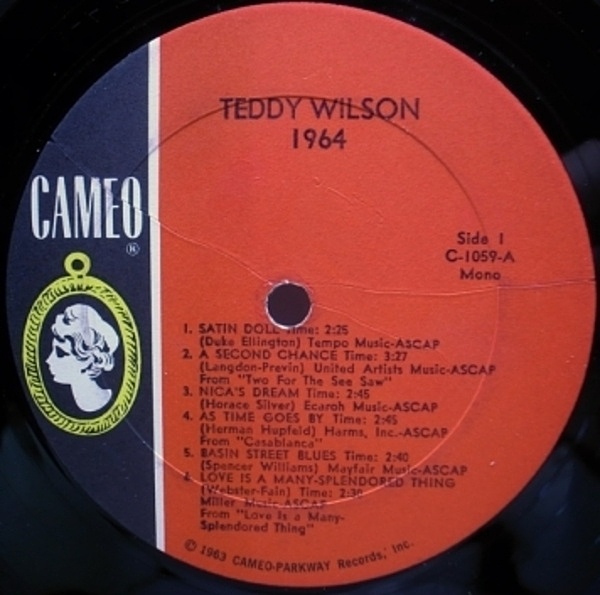 TEDDY WILSON
1964
CAMEO
®
Side 1
C-1059-A
Mono
1. SATIN DOLL Time: 2:25
(Duke Ellington) Tempo Music-ASCAP
2. A SECOND CHANCE Time: 3:27
(Langdon-Previn) United Artists Music-ASCAP
From "Two For The See Saw"
3. NICA'S DREAM Time: 2:45
(Horace Silver) Ecaroh Music-ASCAP
4. AS TIME GOES BY Time: 2:45
(Herman Hupfeld) Harms, Inc.-ASCAP
From "Casablanca"
5. BASIN STREET BLUES Time: 2:40
(Spencer Williams) Mayfair Music-ASCAP
6. LOVE IS A MANY-SPLENDORED THING
(Webster-Fain) Time: 2:30
Miller Music-ASCAP
From "Love Is a Many-
Splendored Thing"
© 1963 CAMEO-PARKWAY Records, Inc.